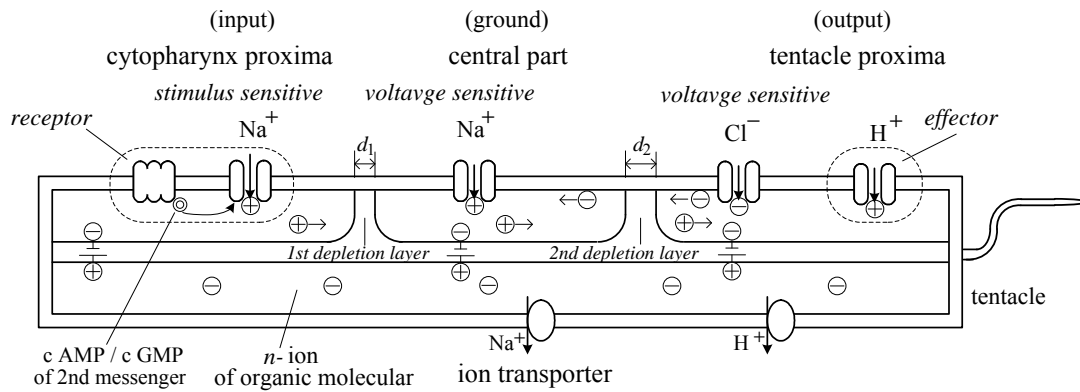 (input) (ground) (output)
cytopharynx proxima central part tentacle proxima
stimulus sensitive voltavge sensitive voltavge sensitive
receptor effector
Na+ Na+ Cl− H+
d1 d2
1st depletion layer 2nd depletion layer
tentacle
Na+ H+
c AMP / c GMP
of 2nd messenger
n- ion
of organic molecular
ion transporter